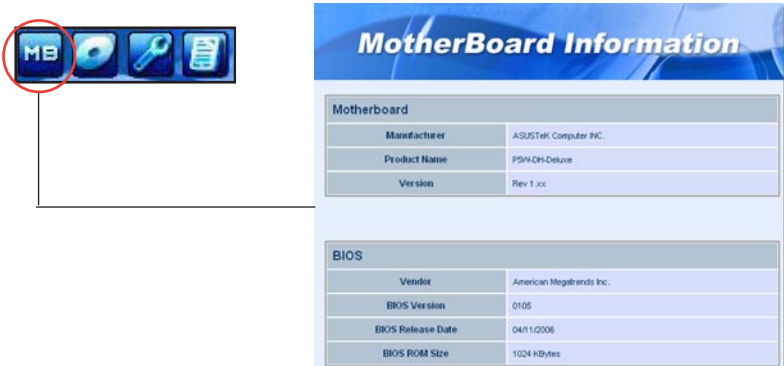 MB
MotherBoard Information
Motherboard
Manufacturer ASUSTeK Computer INC.
Product Name P5W-DH-Deluxe
Version Rev 1.xx
BIOS
Vendor American Megatrends Inc.
BIOS Version 0105
BIOS Release Date 04/11/2006
BIOS ROM Size 1024 KBytes